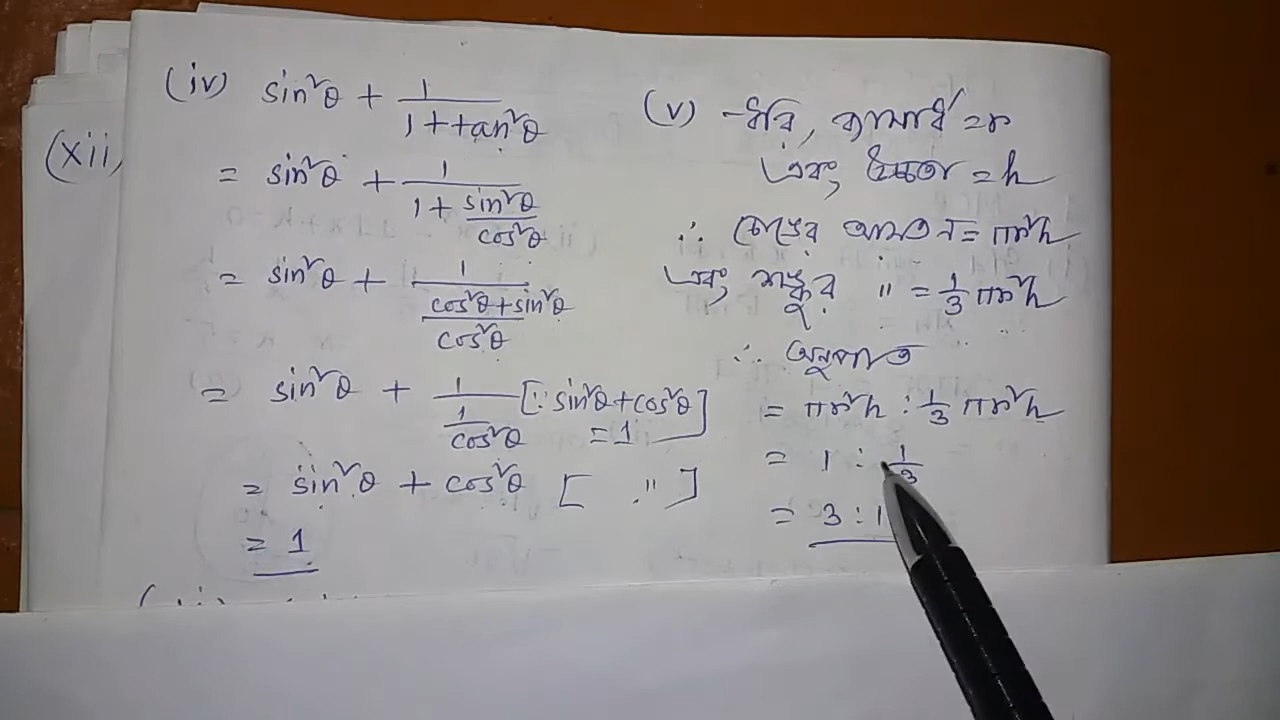 (xii)
(iv) sin²θ + 1/(1 + tan²θ)
= sin²θ + 1/(1 + sin²θ/cos²θ)
= sin²θ + 1/((cos²θ + sin²θ)/cos²θ)
= sin²θ + 1/(1/cos²θ) [∵ sin²θ + cos²θ = 1]
= sin²θ + cos²θ [ " ]
= 1
(v) ধরি, ব্যাসার্ধ = r
এবং উচ্চতা = h
∴ চোঙের আয়তন = πr²h
এবং শঙ্কুর " = 1/3 πr²h
∴ অনুপাত
= πr²h : 1/3 πr²h
= 1 : 1/3
= 3 : 1